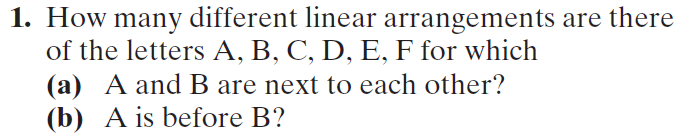 1. How many different linear arrangements are there
of the letters A, B, C, D, E, F for which
(a) A and B are next to each other?
(b) A is before B?